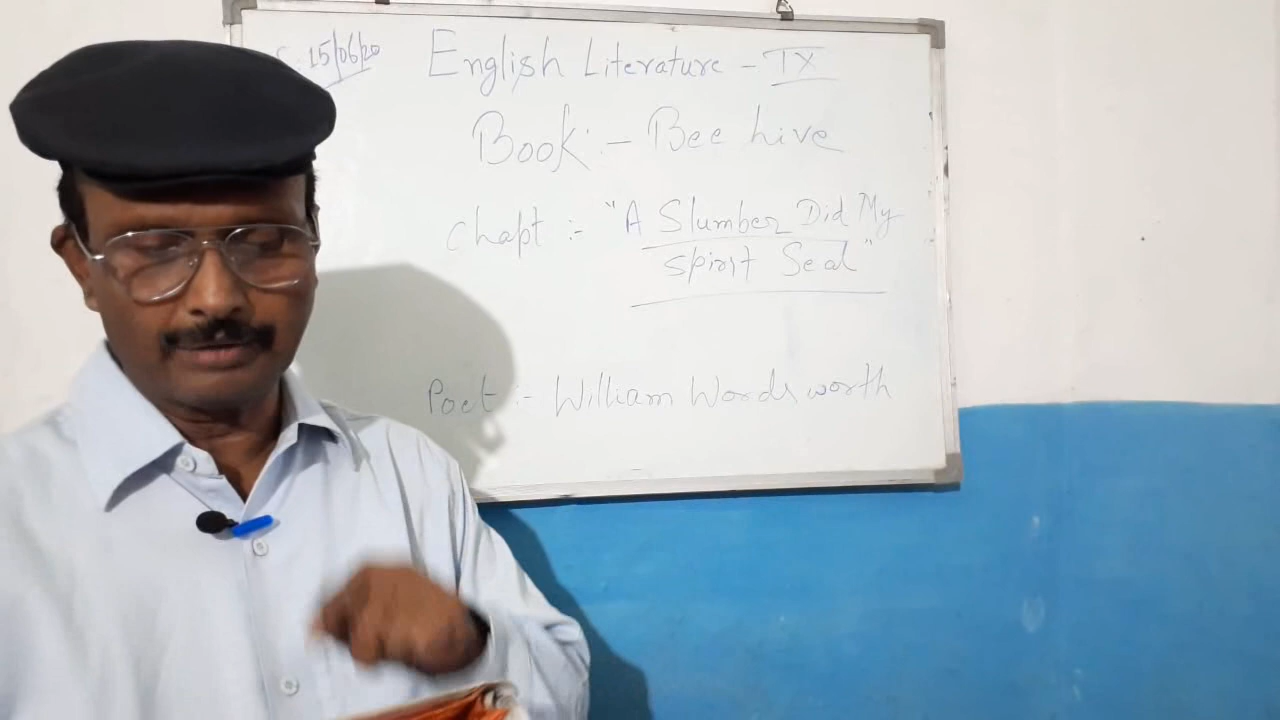 15/06/20
English Literature - IX
Book:- Bee hive
Chapt :- "A Slumber Did My
Spirit Seal"
Poet :- William Wordsworth